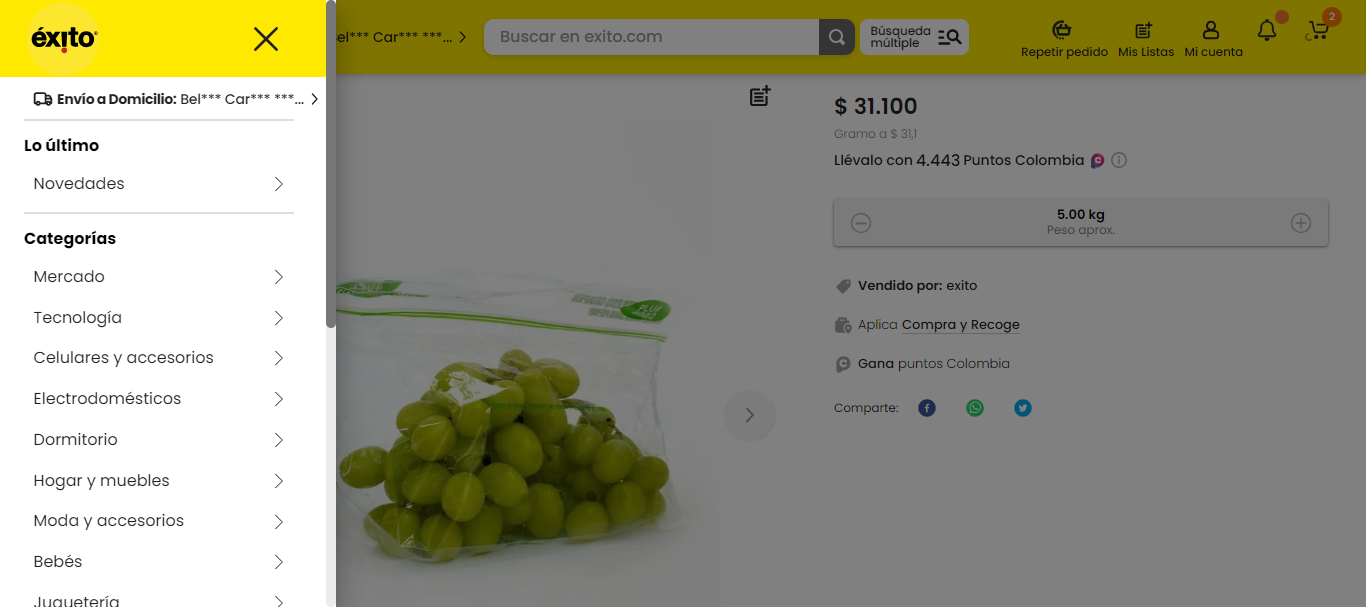 éxito
Envío a Domicilio: Bel*** Car*** ***...
Lo último
Novedades
Categorías
Mercado
Tecnología
Celulares y accesorios
Electrodomésticos
Dormitorio
Hogar y muebles
Moda y accesorios
Bebés
Juguetería
el*** Car*** ***...
Buscar en exito.com
Búsqueda
múltiple
Repetir pedido
Mis Listas
Mi cuenta
2
$ 31.100
Gramo a $ 31,1
Llévalo con 4.443 Puntos Colombia
5.00 kg
Peso aprox.
Vendido por: exito
Aplica Compra y Recoge
Gana puntos Colombia
Comparte: